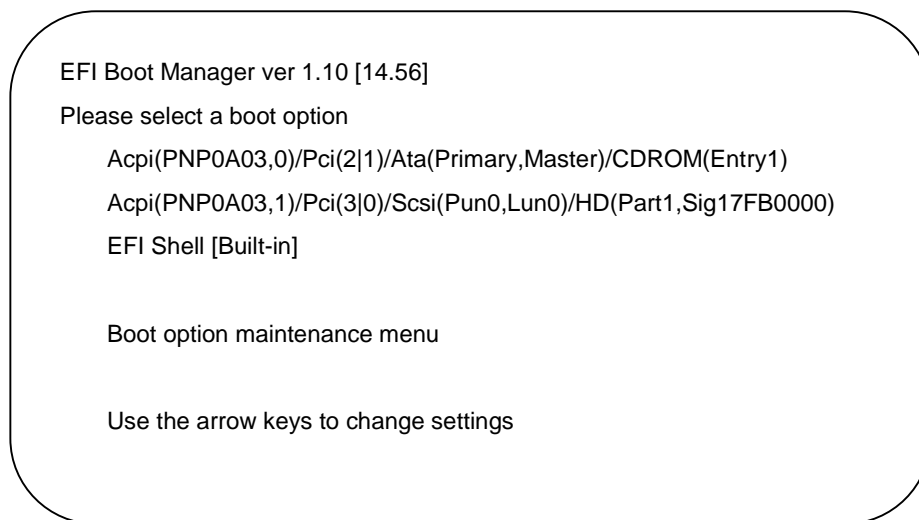 EFI Boot Manager ver 1.10 [14.56]
Please select a boot option
Acpi(PNP0A03,0)/Pci(2|1)/Ata(Primary,Master)/CDROM(Entry1)
Acpi(PNP0A03,1)/Pci(3|0)/Scsi(Pun0,Lun0)/HD(Part1,Sig17FB0000)
EFI Shell [Built-in]
Boot option maintenance menu
Use the arrow keys to change settings